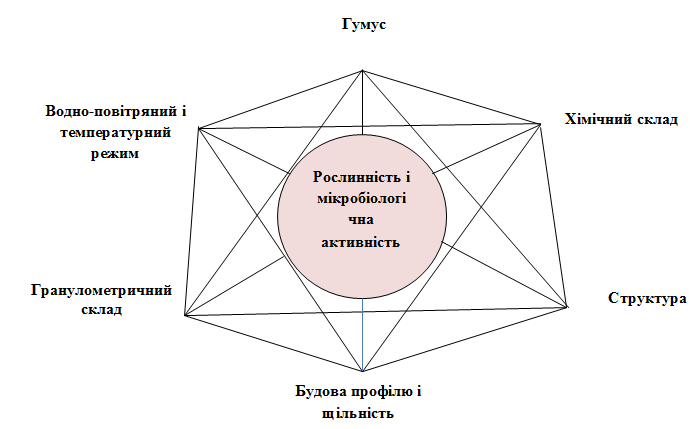 Гумус
Водно-повітряний і
температурний
режим
Хімічний склад
Рослинність і
мікробіологі
чна
активність
Гранулометричний
склад
Структура
Будова профілю і
щільність